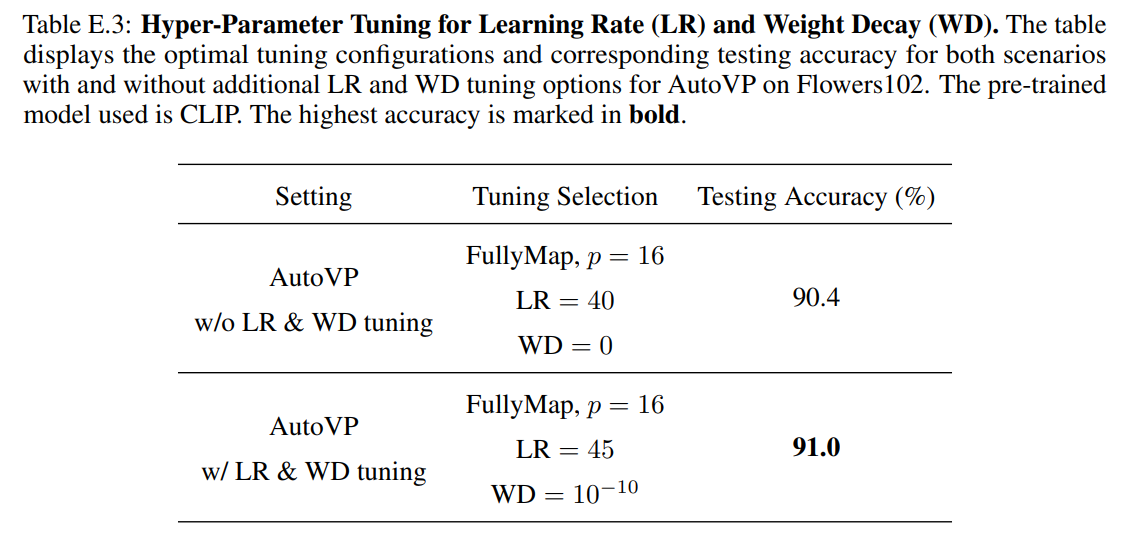 Table E.3: Hyper-Parameter Tuning for Learning Rate (LR) and Weight Decay (WD). The table
displays the optimal tuning configurations and corresponding testing accuracy for both scenarios
with and without additional LR and WD tuning options for AutoVP on Flowers102. The pre-trained
model used is CLIP. The highest accuracy is marked in bold.
Setting Tuning Selection Testing Accuracy (%)
AutoVP
w/o LR & WD tuning
FullyMap, p = 16
LR = 40
WD = 0
90.4
AutoVP
w/ LR & WD tuning
FullyMap, p = 16
LR = 45
WD = 10⁻¹⁰
91.0